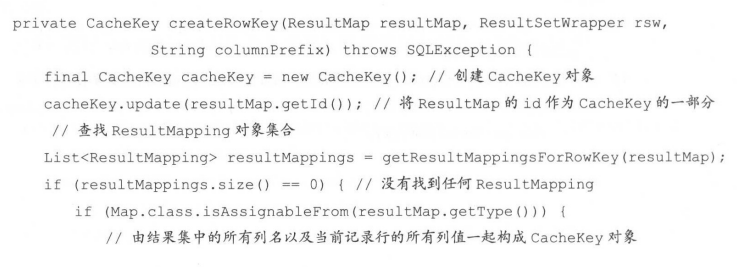 private CacheKey createRowKey(ResultMap resultMap, ResultSetWrapper rsw,
String columnPrefix) throws SQLException {
final CacheKey cacheKey = new CacheKey(); // 创建 CacheKey 对象
cacheKey.update(resultMap.getId()); // 将 ResultMap 的 id 作为 CacheKey 的一部分
// 查找 ResultMapping 对象集合
List<ResultMapping> resultMappings = getResultMappingsForRowKey(resultMap);
if (resultMappings.size() == 0) { // 没有找到任何 ResultMapping
if (Map.class.isAssignableFrom(resultMap.getType())) {
// 由结果集中的所有列名以及当前记录行的所有列值一起构成 CacheKey 对象